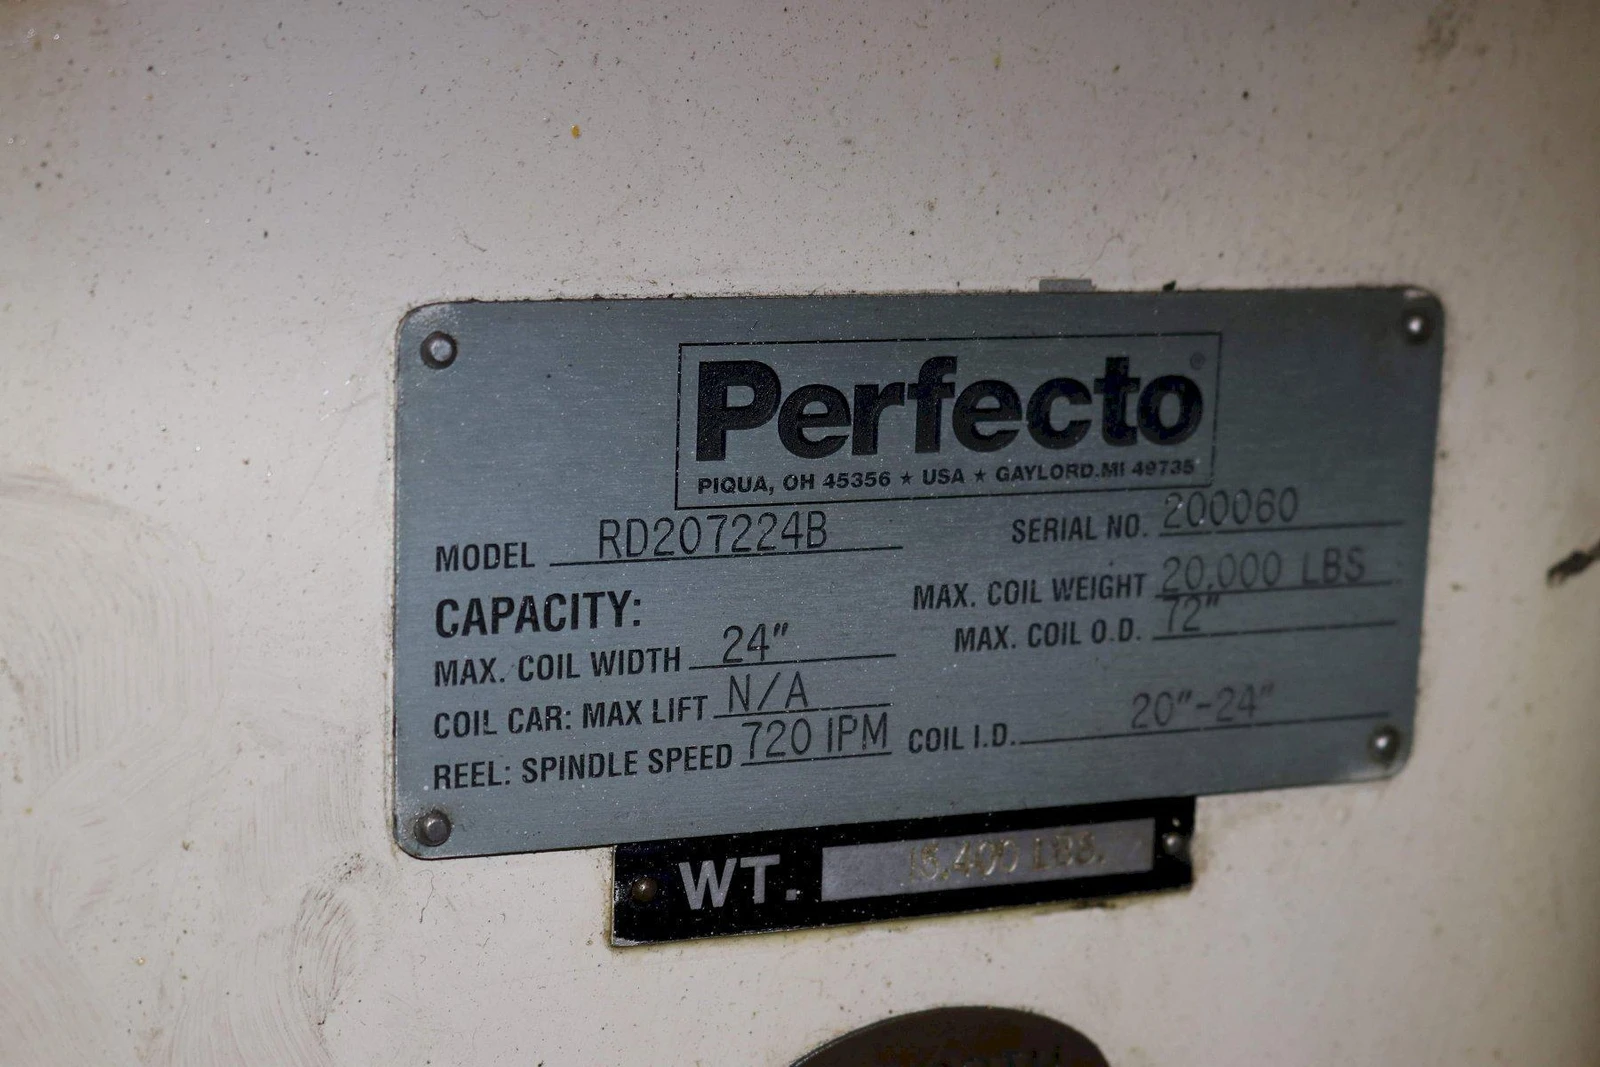 Perfecto®
PIQUA, OH 45356 ★ USA ★ GAYLORD.MI 49735
MODEL RD207224B SERIAL NO. 200060
CAPACITY: MAX. COIL WEIGHT 20,000 LBS
MAX. COIL WIDTH 24" MAX. COIL O.D. 72"
COIL CAR: MAX LIFT N/A
REEL: SPINDLE SPEED 720 IPM COIL I.D. 20"-24"
WT. LBS.